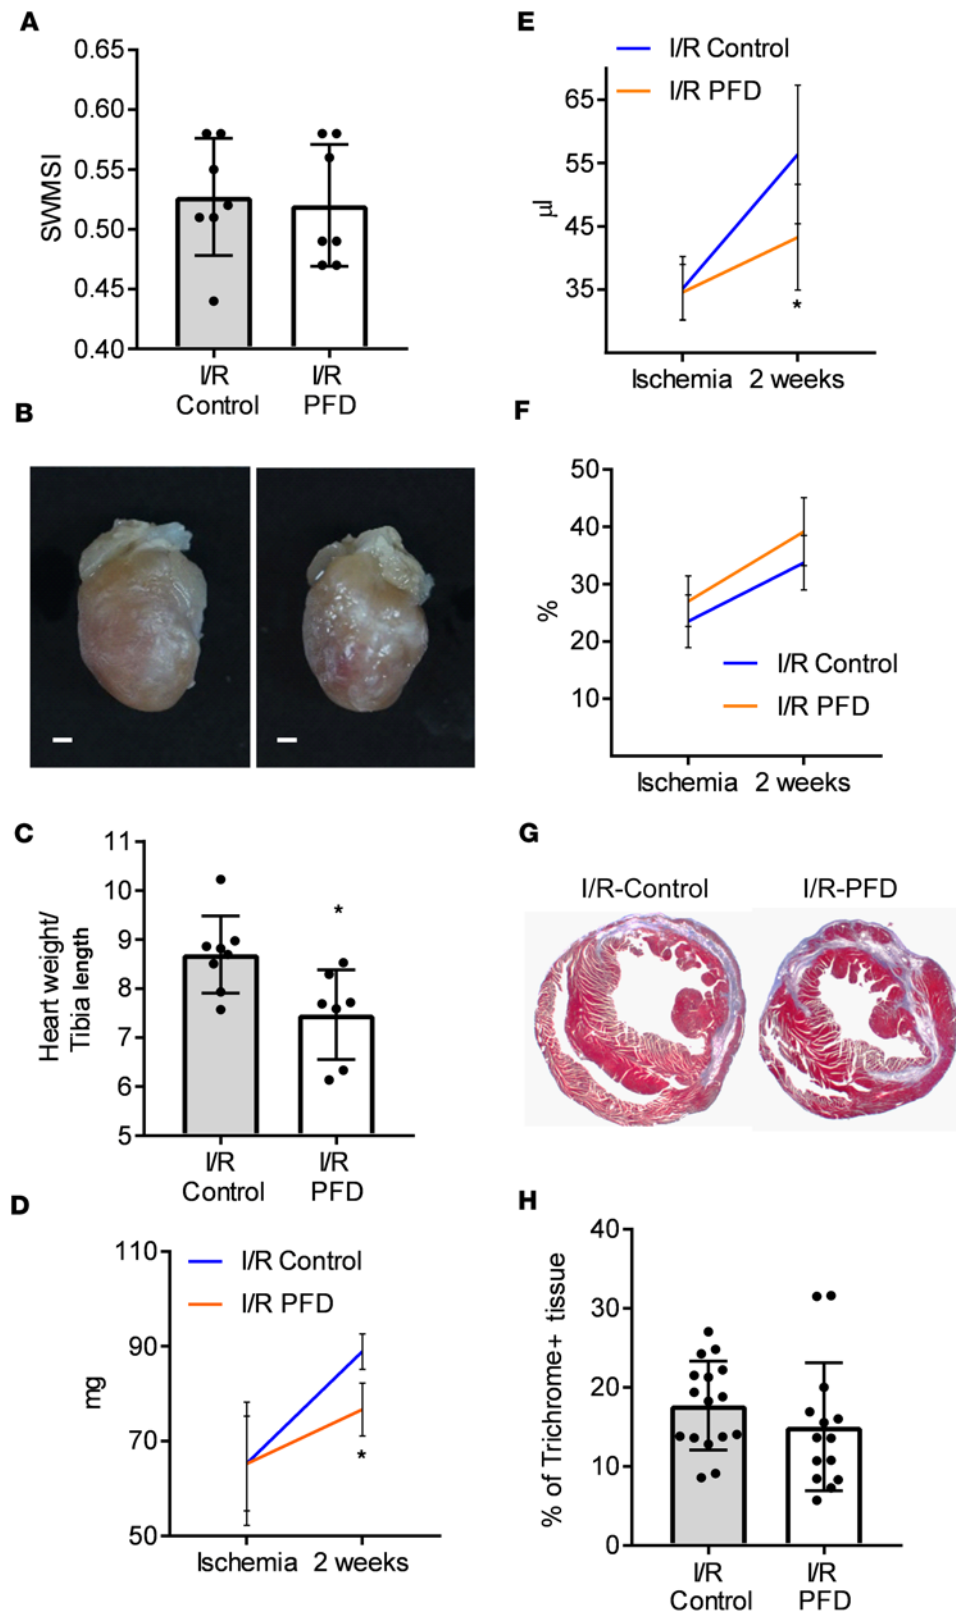 A
SWMSI
0.65
0.60
0.55
0.50
0.45
0.40
I/R
Control
I/R
PFD
B
C
Heart weight/
Tibia length
11
10
9
8
7
6
5
*
I/R
Control
I/R
PFD
D
mg
110
90
70
50
I/R Control
I/R PFD
*
Ischemia
2 weeks
E
I/R Control
I/R PFD
µl
65
55
45
35
*
Ischemia
2 weeks
F
%
50
40
30
20
10
I/R Control
I/R PFD
Ischemia
2 weeks
G
I/R-Control
I/R-PFD
H
% of Trichrome+ tissue
40
30
20
10
0
I/R
Control
I/R
PFD